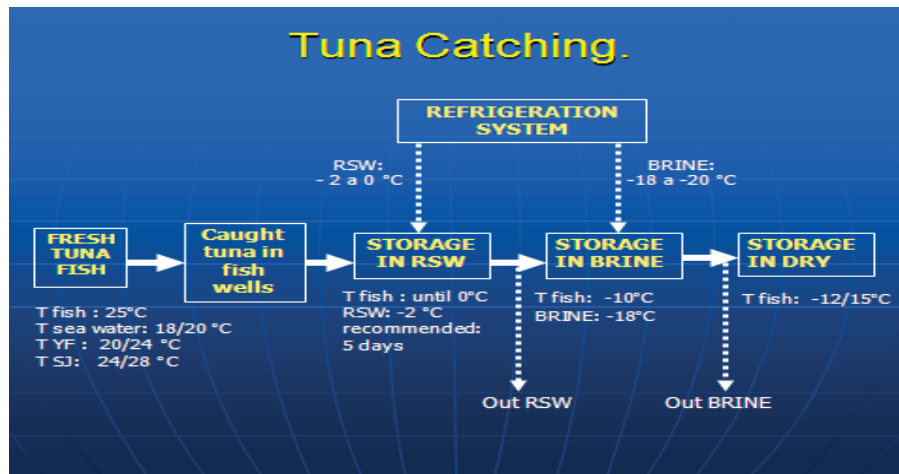 Tuna Catching.
REFRIGERATION
SYSTEM
RSW:
- 2 a 0 °C
BRINE:
-18 a -20 °C
FRESH
TUNA
FISH
Caught
tuna in
fish
wells
STORAGE
IN RSW
STORAGE
IN BRINE
STORAGE
IN DRY
T fish : 25°C
T sea water: 18/20 °C
T YF : 20/24 °C
T SJ: 24/28 °C
T fish : until 0°C
RSW: -2 °C
recommended:
5 days
T fish: -10°C
BRINE: -18°C
T fish: -12/15°C
Out RSW
Out BRINE